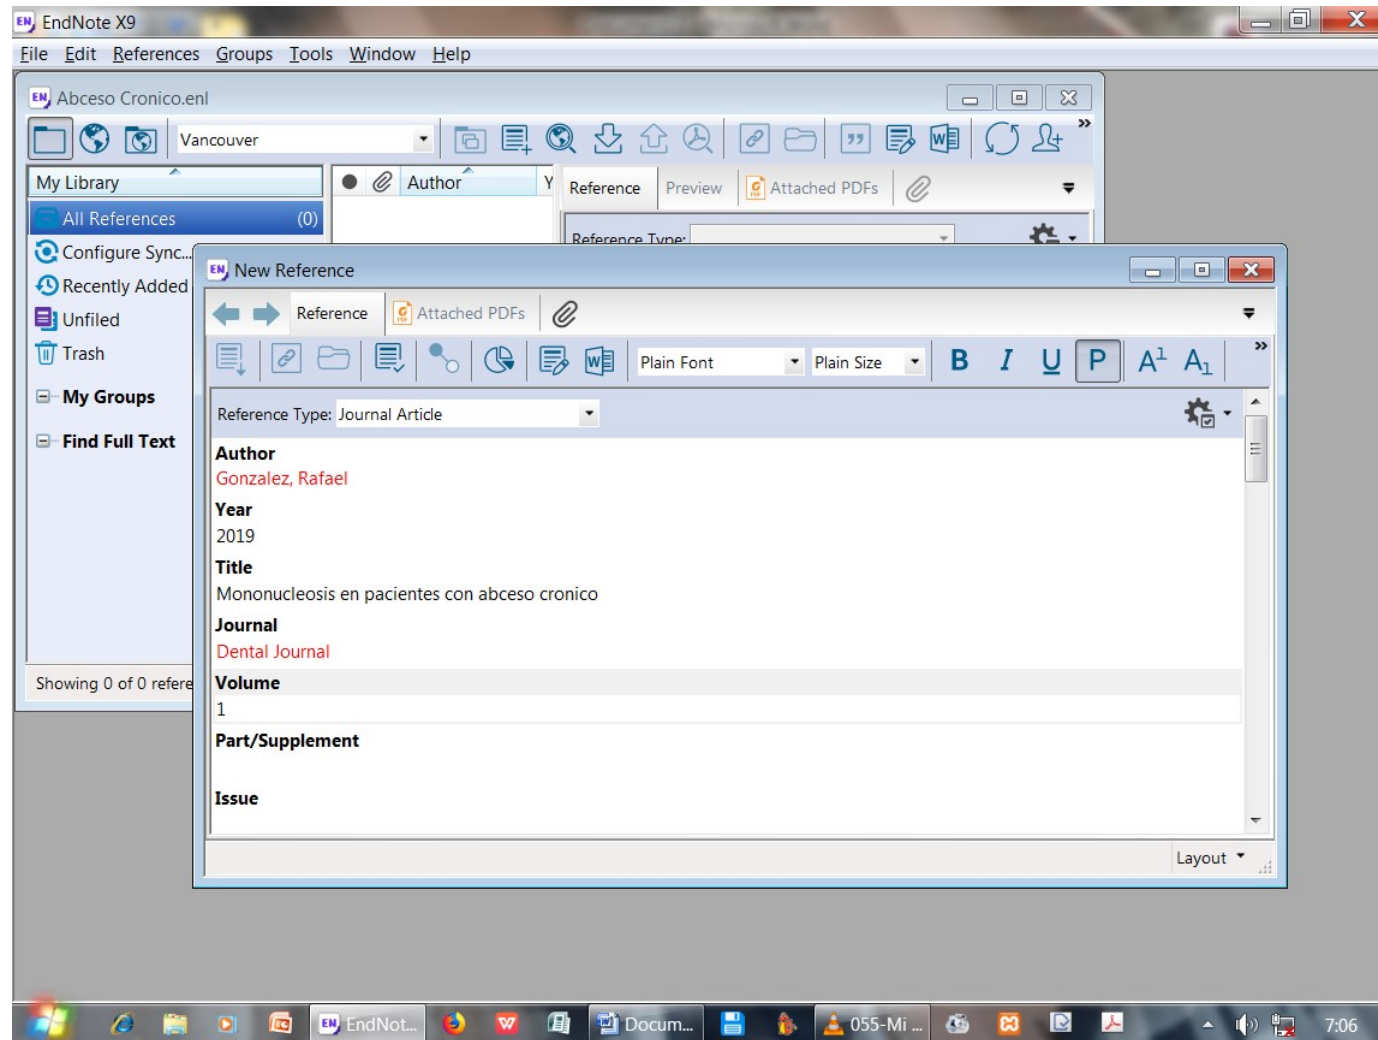 EndNote X9
File Edit References Groups Tools Window Help
Abceso Cronico.enl
Vancouver
My Library
Author
Y
Reference Preview Attached PDFs
All References (0)
Reference Type:
Configure Sync...
Recently Added
Unfiled
Trash
My Groups
Find Full Text
Showing 0 of 0 refere
New Reference
Reference Attached PDFs
Plain Font Plain Size B I U P A1 A1
Reference Type: Journal Article
Author
Gonzalez, Rafael
Year
2019
Title
Mononucleosis en pacientes con abceso cronico
Journal
Dental Journal
Volume
1
Part/Supplement
Issue
Layout
EndNot... Docum... 055-Mi ... 7:06